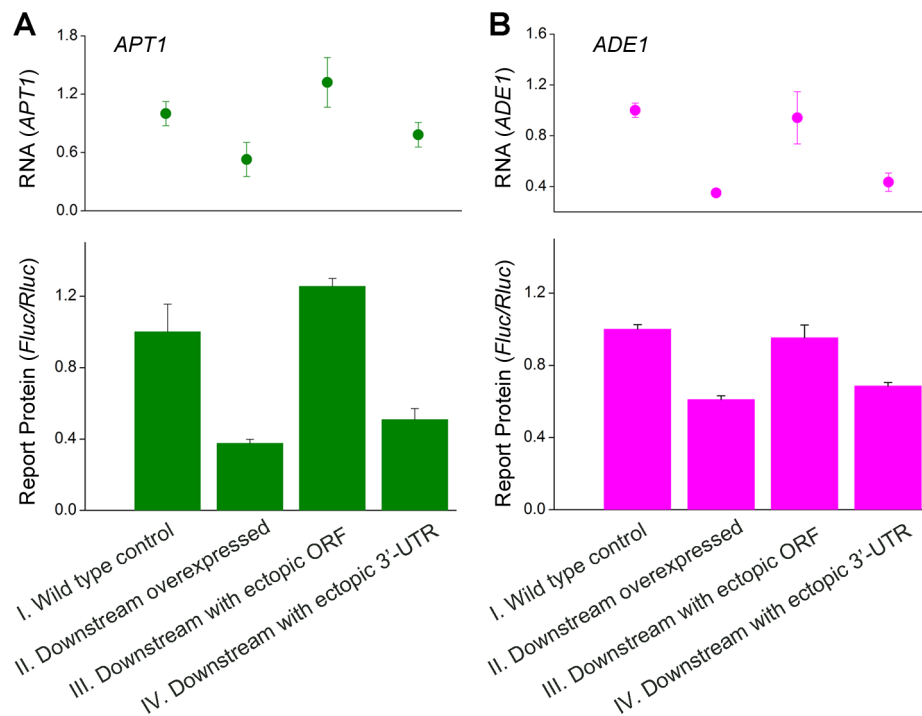 A
APT1
RNA (APT1)
1.8
1.2
0.6
0.0
Report Protein (Fluc/Rluc)
1.2
0.8
0.4
0.0
I. Wild type control
II. Downstream overexpressed
III. Downstream with ectopic ORF
IV. Downstream with ectopic 3'-UTR
B
ADE1
RNA (ADE1)
1.6
1.2
0.8
0.4
Report Protein (Fluc/Rluc)
1.2
0.8
0.4
0.0
I. Wild type control
II. Downstream overexpressed
III. Downstream with ectopic ORF
IV. Downstream with ectopic 3'-UTR